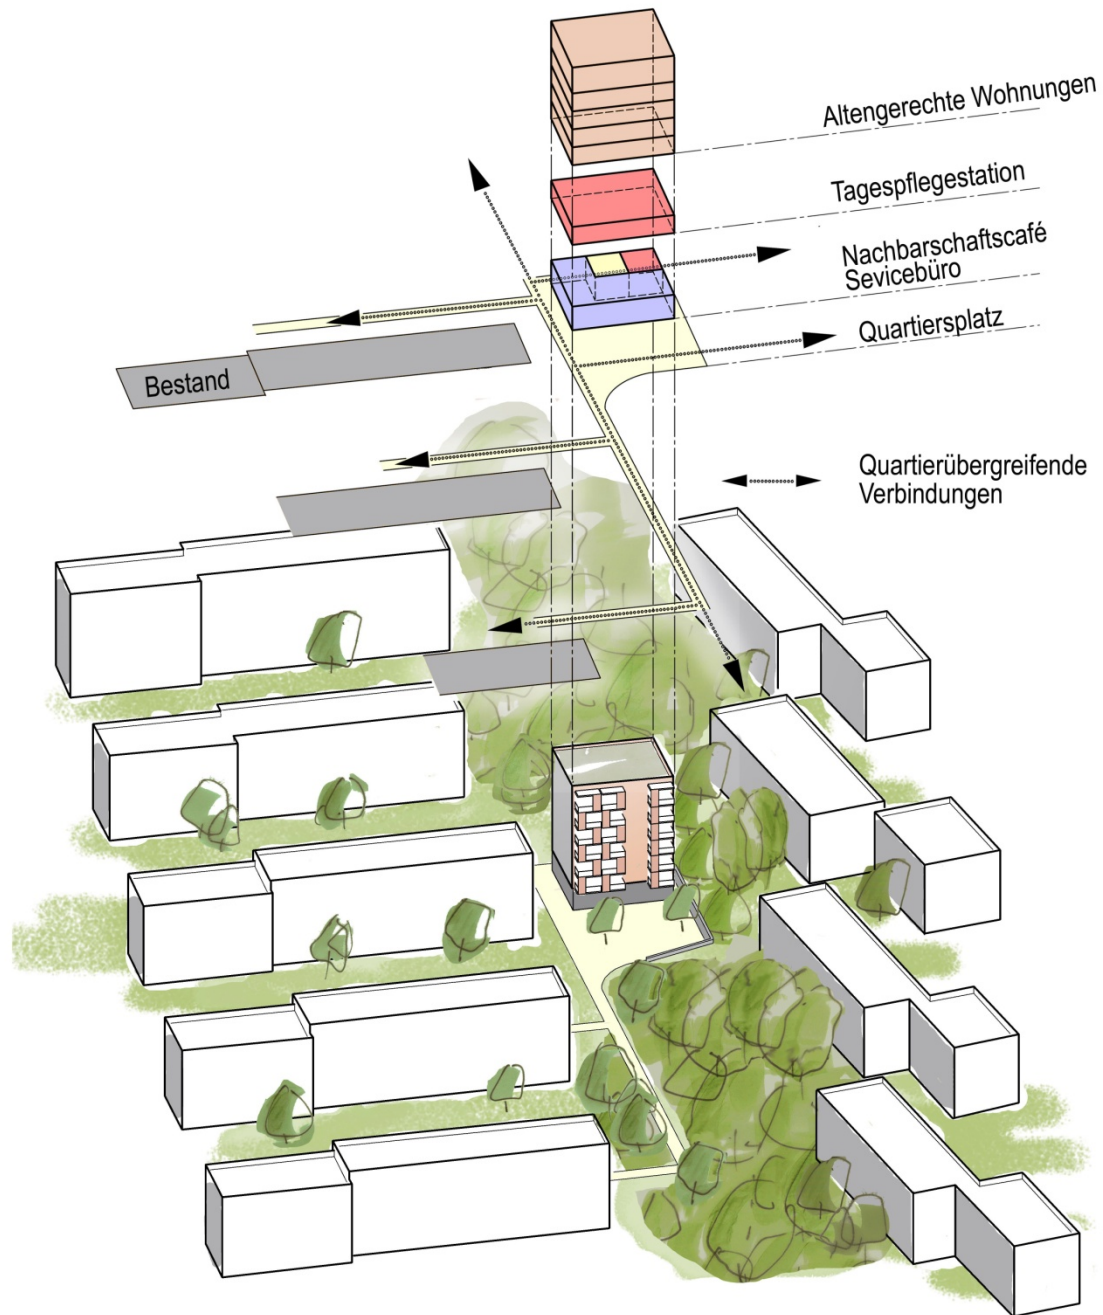 Altengerechte Wohnungen
Tagespflegestation
Nachbarschaftscafé
Sevicebüro
Quartiersplatz
Bestand
Quartierübergreifende
Verbindungen